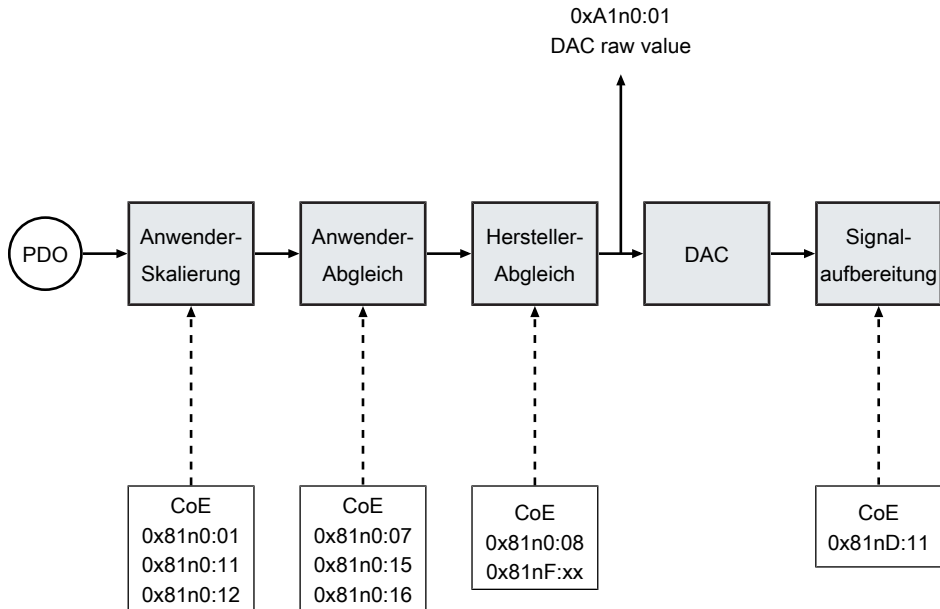 0xA1n0:01
DAC raw value
PDO
Anwender-
Skalierung
Anwender-
Abgleich
Hersteller-
Abgleich
DAC
Signal-
aufbereitung
CoE
0x81n0:01
0x81n0:11
0x81n0:12
CoE
0x81n0:07
0x81n0:15
0x81n0:16
CoE
0x81n0:08
0x81nF:xx
CoE
0x81nD:11